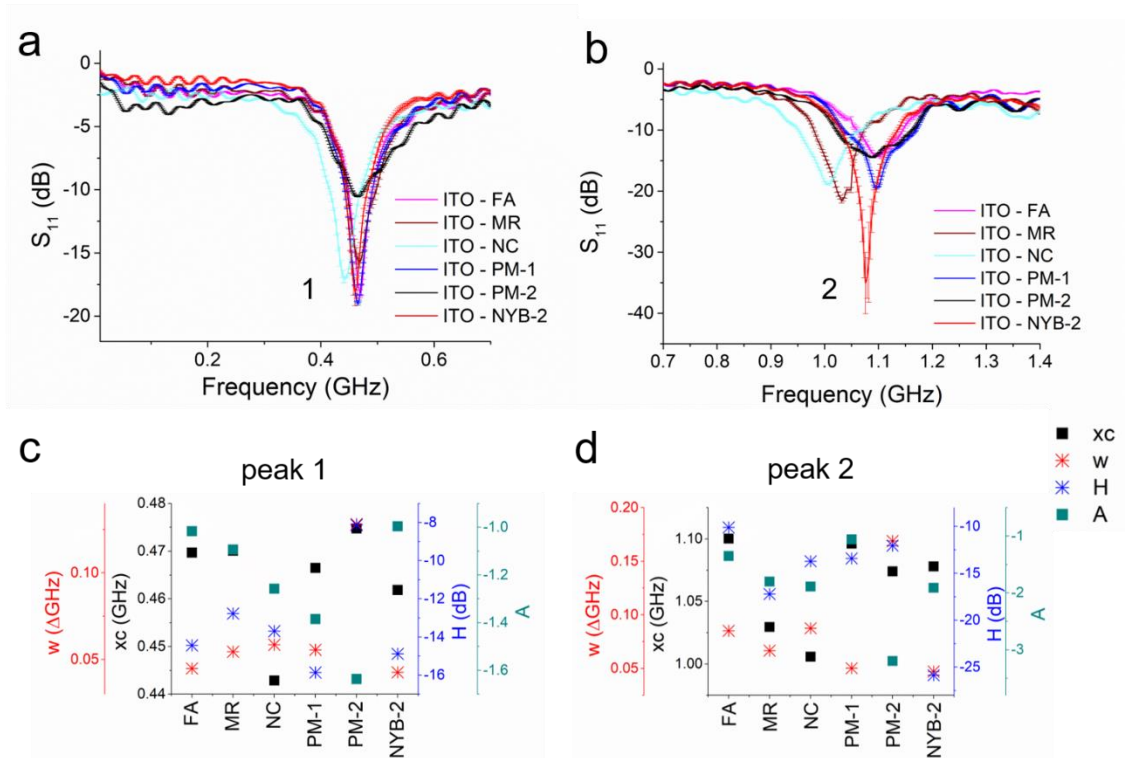 a
0
-5
-10
-15
-20
S11 (dB)
0.2
0.4
0.6
Frequency (GHz)
1
ITO - FA
ITO - MR
ITO - NC
ITO - PM-1
ITO - PM-2
ITO - NYB-2
b
0
-10
-20
-30
-40
S11 (dB)
0.7
0.8
0.9
1.0
1.1
1.2
1.3
1.4
Frequency (GHz)
2
ITO - FA
ITO - MR
ITO - NC
ITO - PM-1
ITO - PM-2
ITO - NYB-2
c
peak 1
w (ΔGHz)
0.10
0.05
xc (GHz)
0.48
0.47
0.46
0.45
0.44
-8
-10
-12
-14
-16
H (dB)
-1.0
-1.2
-1.4
-1.6
A
FA
MR
NC
PM-1
PM-2
NYB-2
d
peak 2
w (ΔGHz)
0.20
0.15
0.10
0.05
xc (GHz)
1.10
1.05
1.00
-10
-15
-20
-25
H (dB)
-1
-2
-3
A
FA
MR
NC
PM-1
PM-2
NYB-2
xc
w
H
A